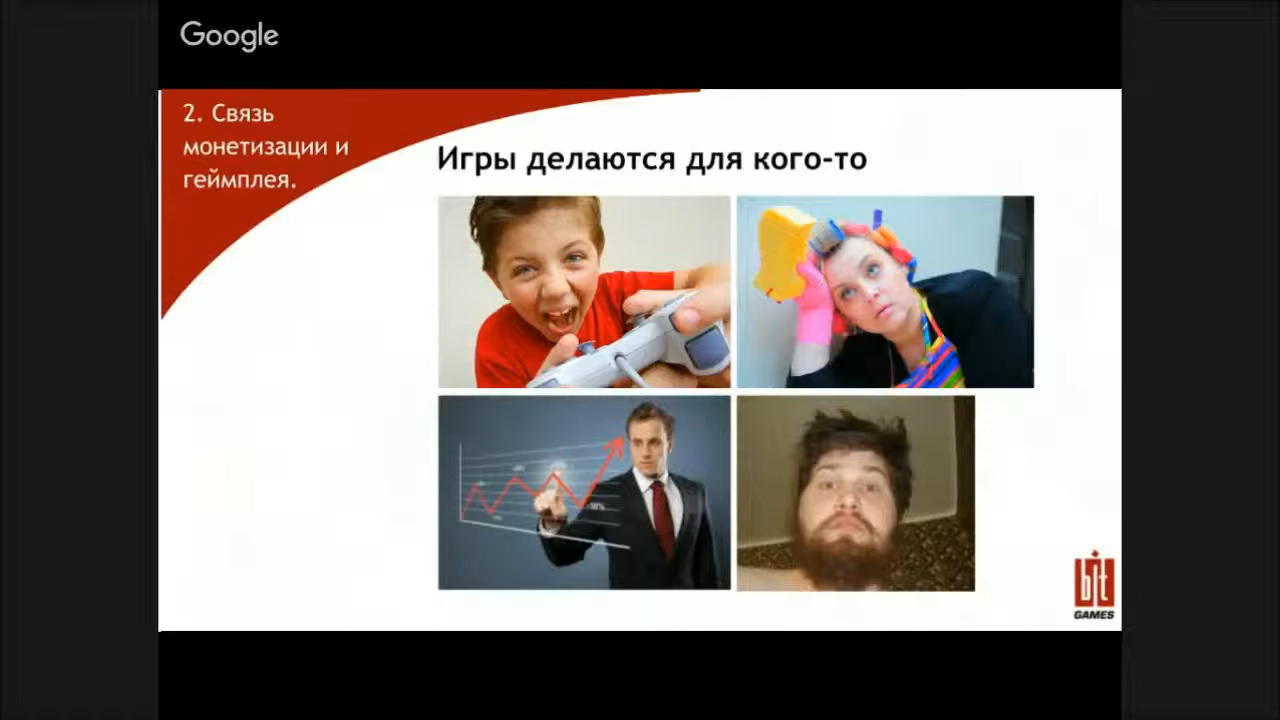 Google
2. Связь
монетизации и
геймплея.
Игры делаются для кого-то
bit
GAMES